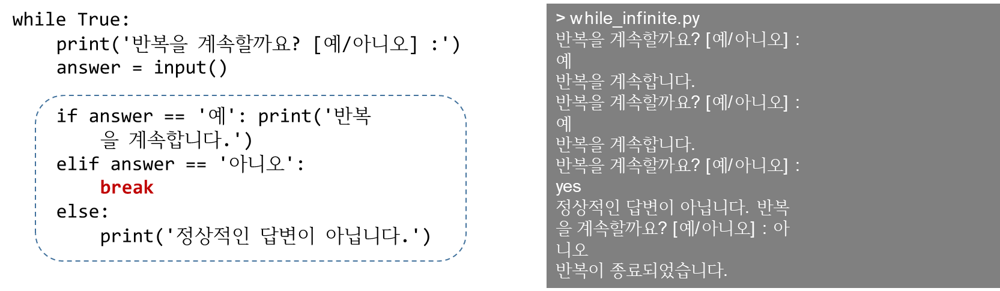 while True:
print('반복을 계속할까요? [예/아니오] :')
answer = input()
if answer == '예': print('반복
을 계속합니다.')
elif answer == '아니오':
break
else:
print('정상적인 답변이 아닙니다.')
> while_infinite.py
반복을 계속할까요? [예/아니오] :
예
반복을 계속합니다.
반복을 계속할까요? [예/아니오] :
예
반복을 계속합니다.
반복을 계속할까요? [예/아니오] :
yes
정상적인 답변이 아닙니다. 반복
을 계속할까요? [예/아니오] : 아
니오
반복이 종료되었습니다.